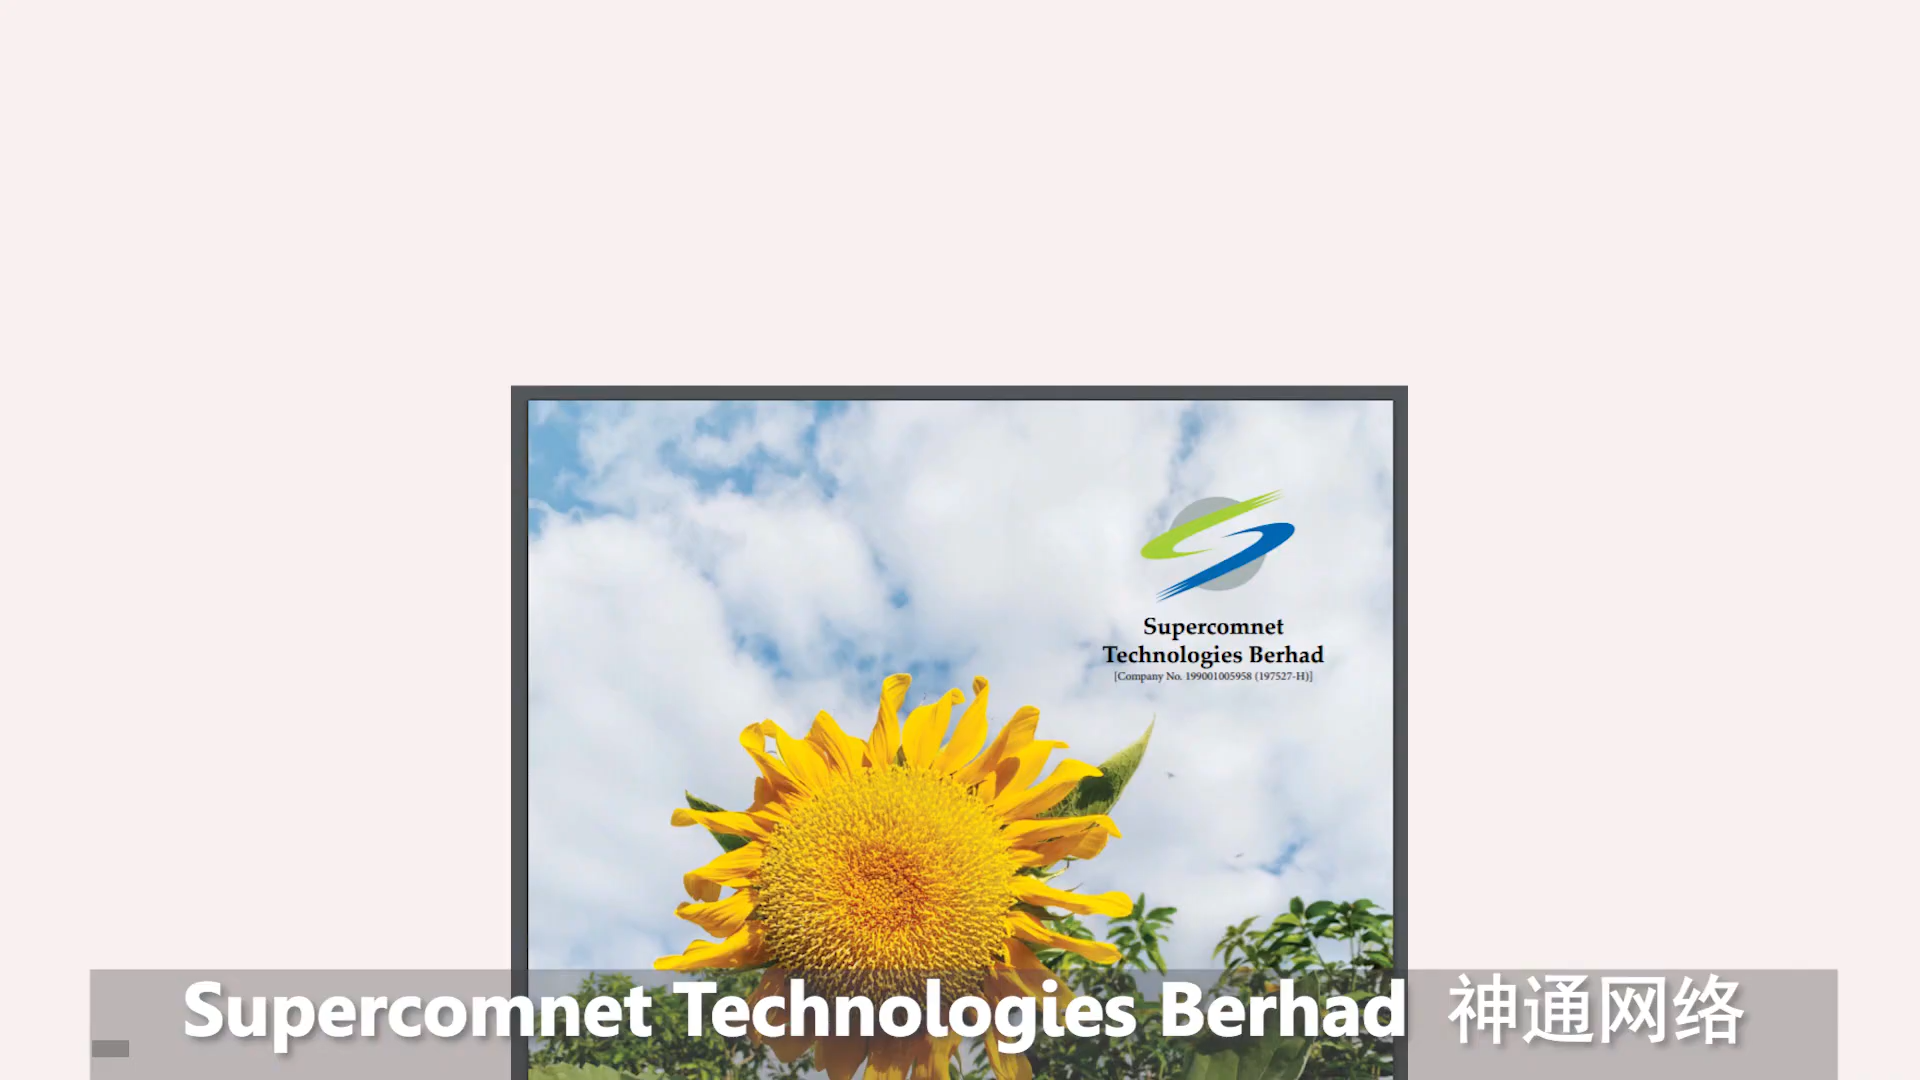 Supercomnet
Technologies Berhad
[Company No. 199001005958 (197527-H)]
Supercomnet Technologies Berhad 神通网络